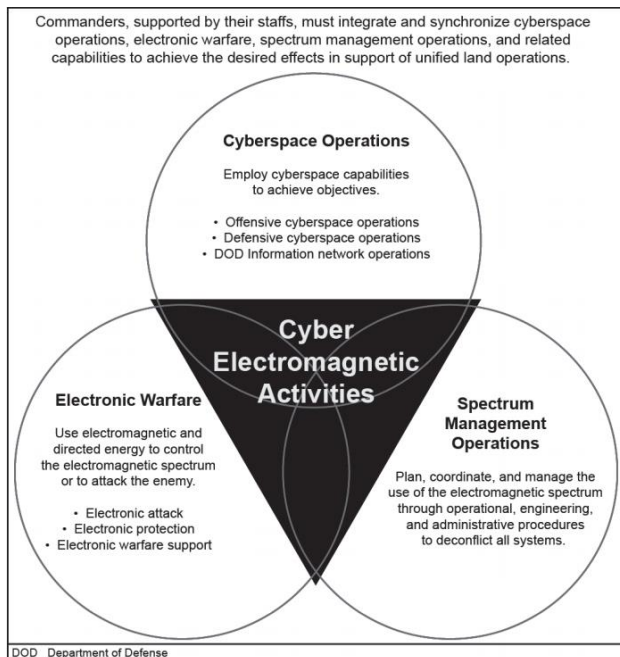 Commanders, supported by their staffs, must integrate and synchronize cyberspace
operations, electronic warfare, spectrum management operations, and related
capabilities to achieve the desired effects in support of unified land operations.
Cyberspace Operations
Employ cyberspace capabilities
to achieve objectives.
• Offensive cyberspace operations
• Defensive cyberspace operations
• DOD Information network operations
Cyber
Electromagnetic
Activities
Electronic Warfare
Use electromagnetic and
directed energy to control
the electromagnetic spectrum
or to attack the enemy.
• Electronic attack
• Electronic protection
• Electronic warfare support
Spectrum
Management
Operations
Plan, coordinate, and manage the
use of the electromagnetic spectrum
through operational, engineering,
and administrative procedures
to deconflict all systems.
DOD Department of Defense